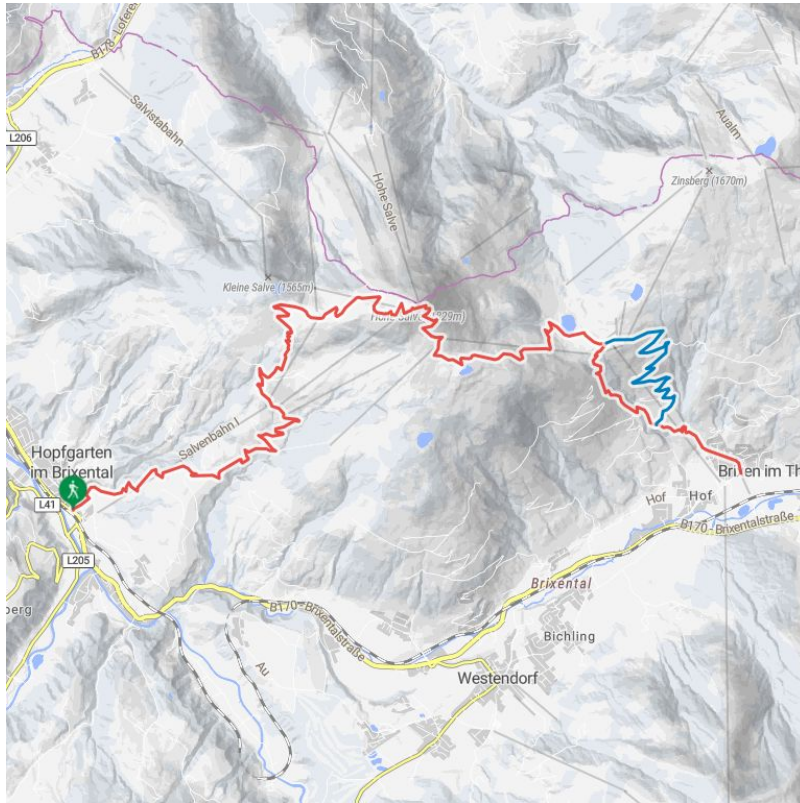 B178 - Loferer
L206
Salvistabahn
Aualm
Hohe Salve
Zinsberg (1670m)
Kleine Salve (1565m)
Salvenbahn I
Hopfgarten
im Brixental
L41
Hof
Hof
L205
B170 - Brixentalstraße
Brixental
B170 - Brixentalstraße
Bichling
Au
Westendorf